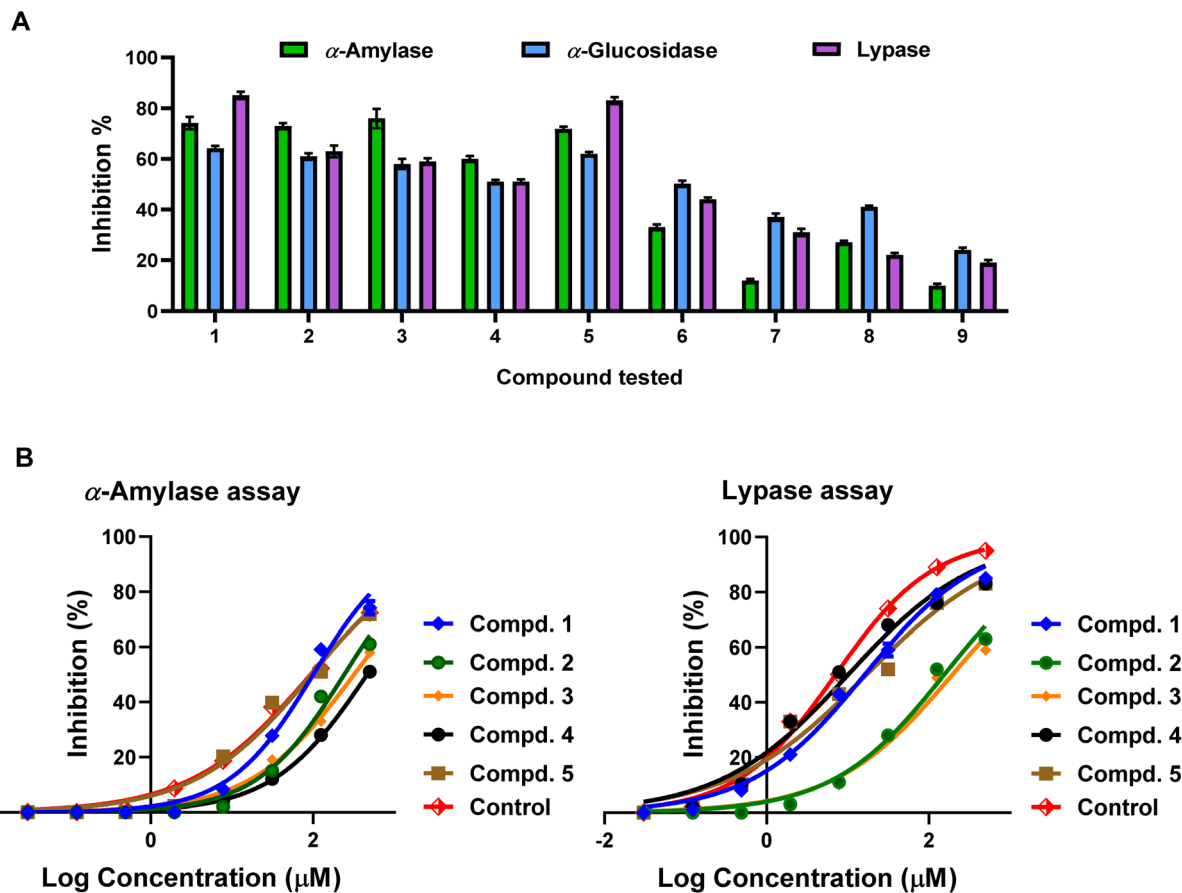 A
α-Amylase
α-Glucosidase
Lypase
100
80
60
40
20
0
Inhibition %
1 2 3 4 5 6 7 8 9
Compound tested
B
α-Amylase assay
100
80
60
40
20
Inhibition (%)
0 2
Log Concentration (μM)
Compd. 1
Compd. 2
Compd. 3
Compd. 4
Compd. 5
Control
Lypase assay
100
80
60
40
20
Inhibition (%)
-2 0 2
Log Concentration (μM)
Compd. 1
Compd. 2
Compd. 3
Compd. 4
Compd. 5
Control